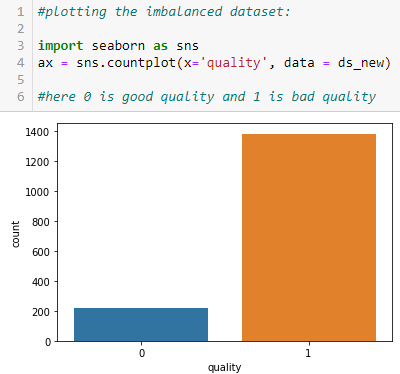 1 #plotting the imbalanced dataset:
2
3 import seaborn as sns
4 ax = sns.countplot(x='quality', data = ds_new)
5
6 #here 0 is good quality and 1 is bad quality
1400
1200
1000
800
600
400
200
0
count
0 1
quality